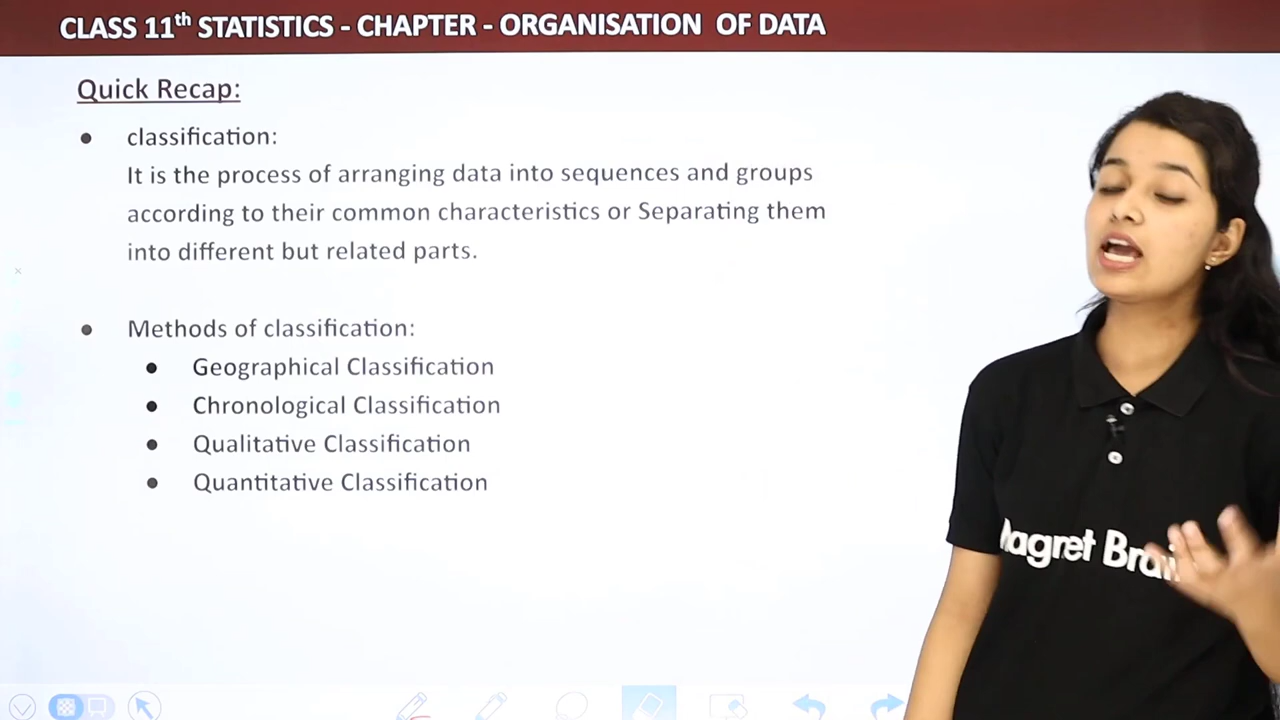 CLASS 11th STATISTICS - CHAPTER - ORGANISATION OF DATA
Quick Recap:
● classification:
It is the process of arranging data into sequences and groups
according to their common characteristics or Separating them
into different but related parts.
● Methods of classification:
● Geographical Classification
● Chronological Classification
● Qualitative Classification
● Quantitative Classification